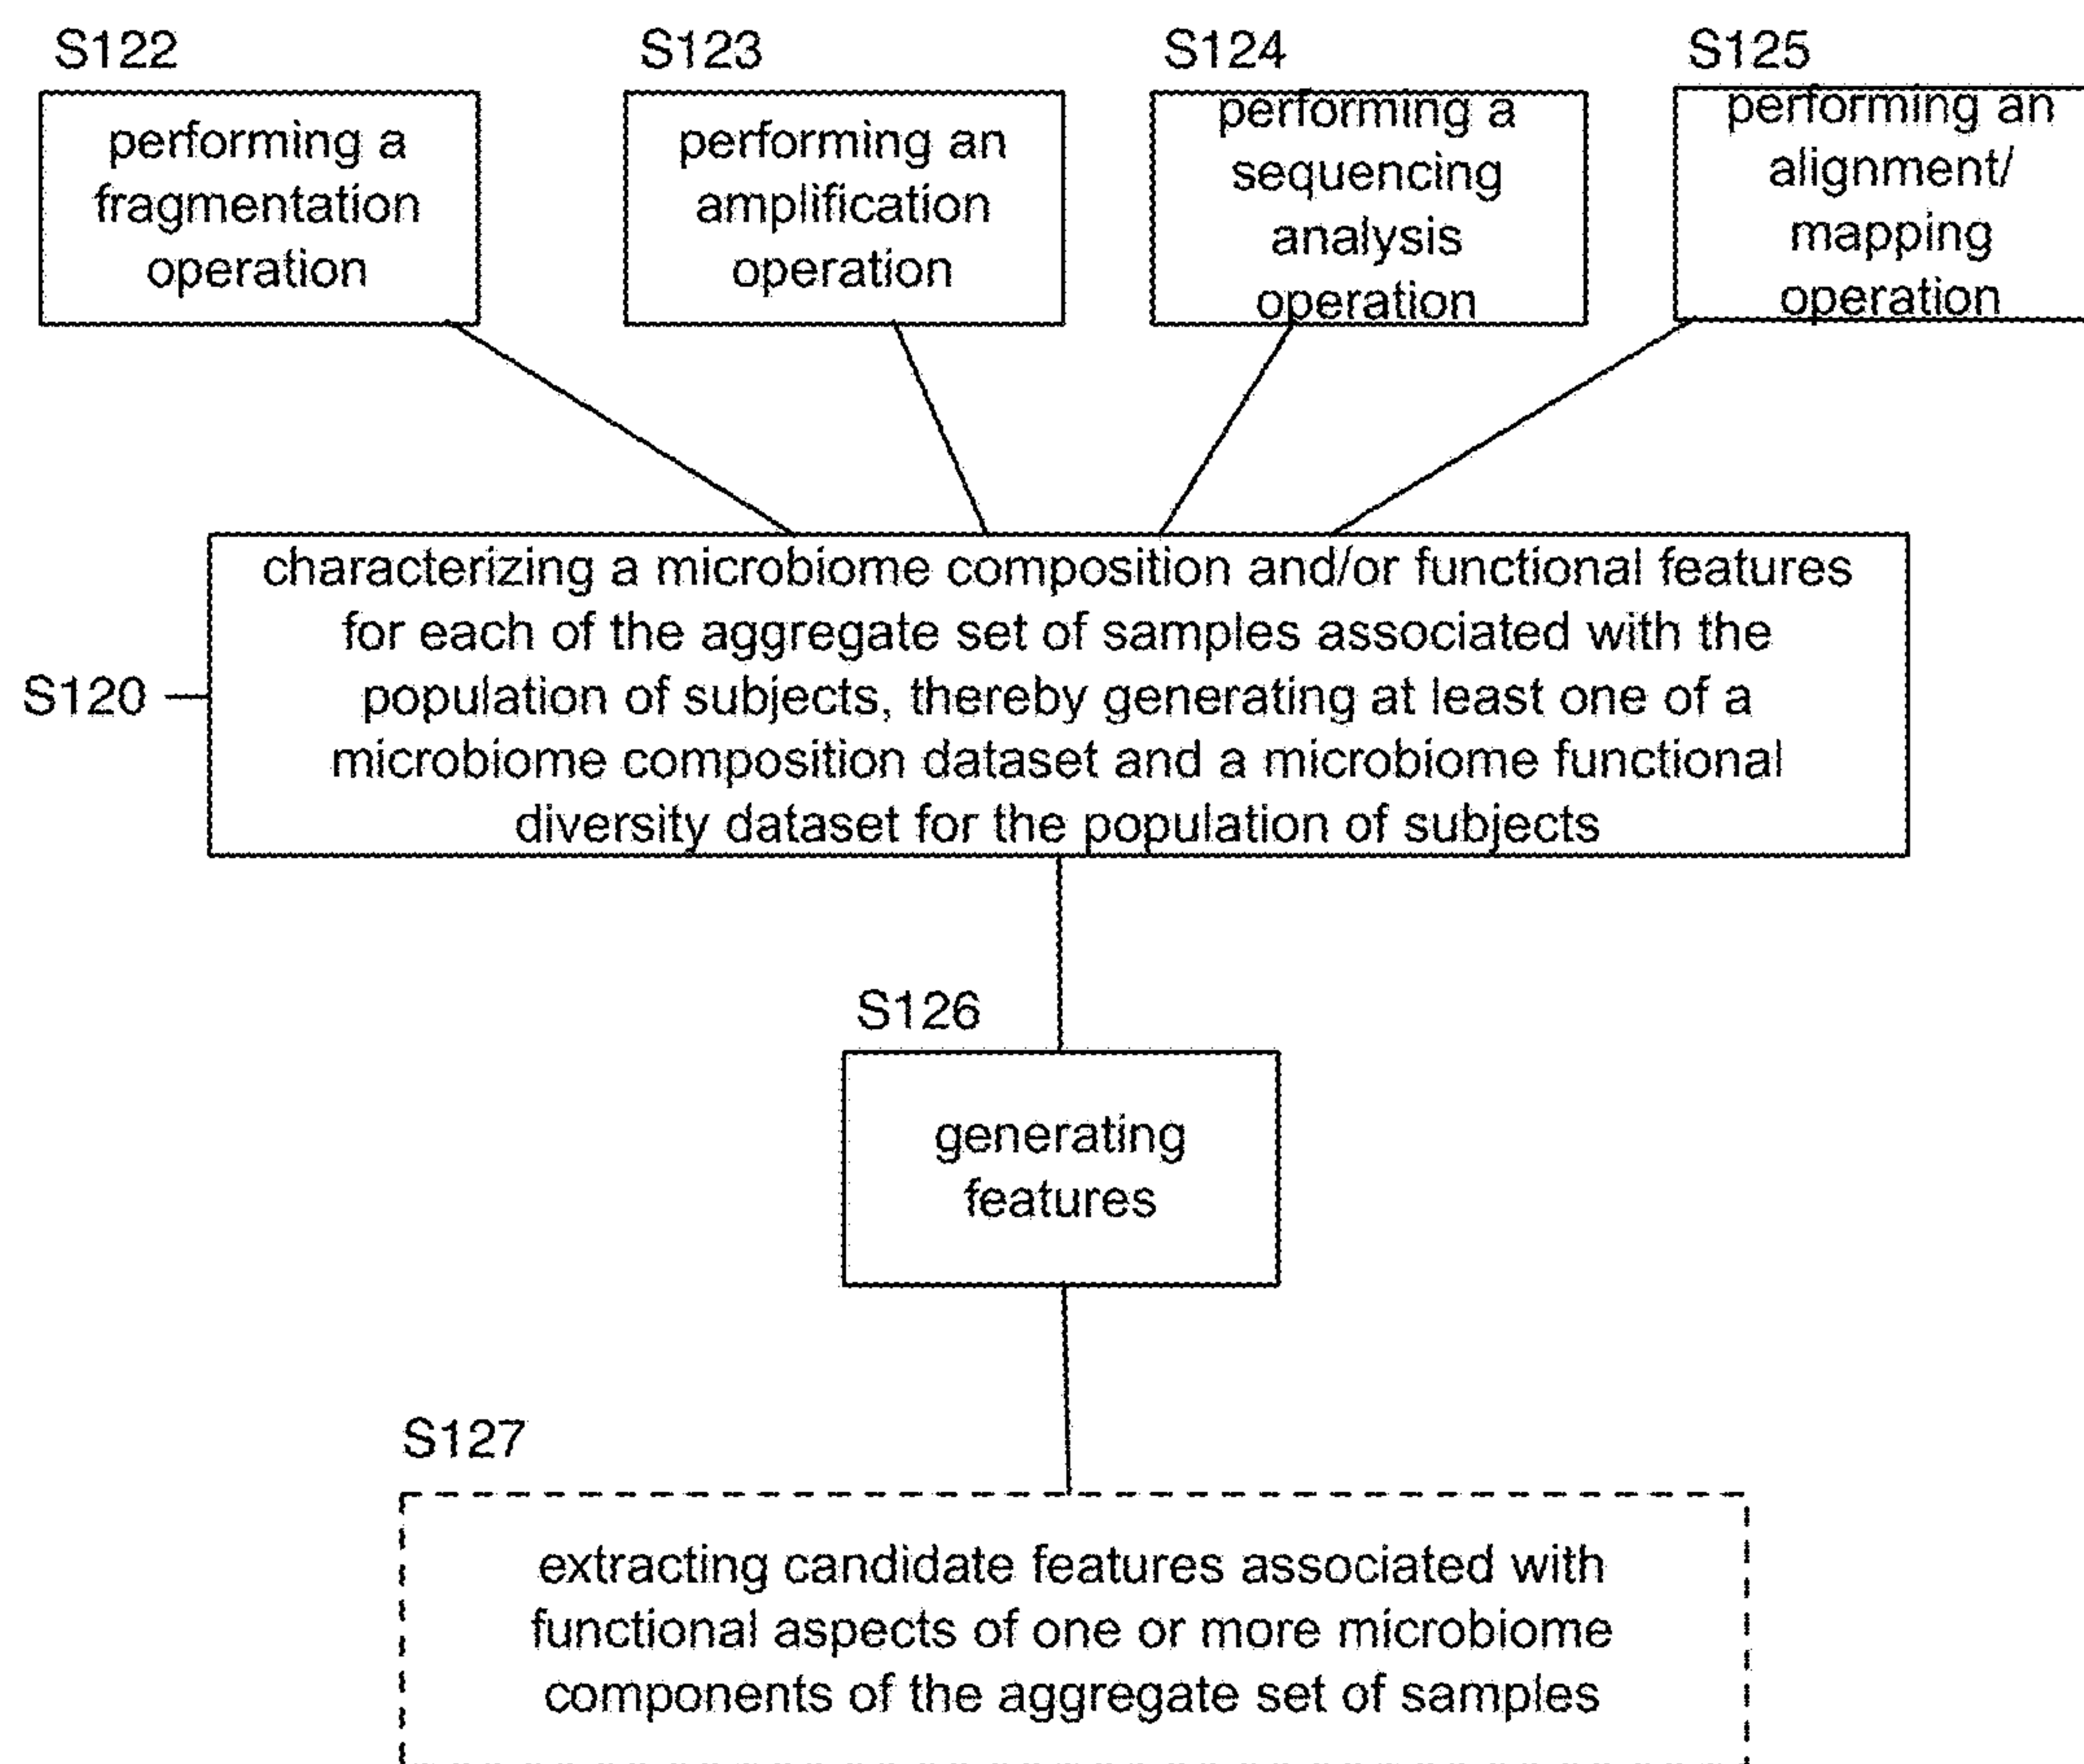 S122
performing a
fragmentation
operation
S123
performing an
amplification
operation
S124
performing a
sequencing
analysis
operation
S125
performing an
alignment/
mapping
operation
S120
characterizing a microbiome composition and/or functional features
for each of the aggregate set of samples associated with the
population of subjects, thereby generating at least one of a
microbiome composition dataset and a microbiome functional
diversity dataset for the population of subjects
S126
generating
features
S127
extracting candidate features associated with
functional aspects of one or more microbiome
components of the aggregate set of samples